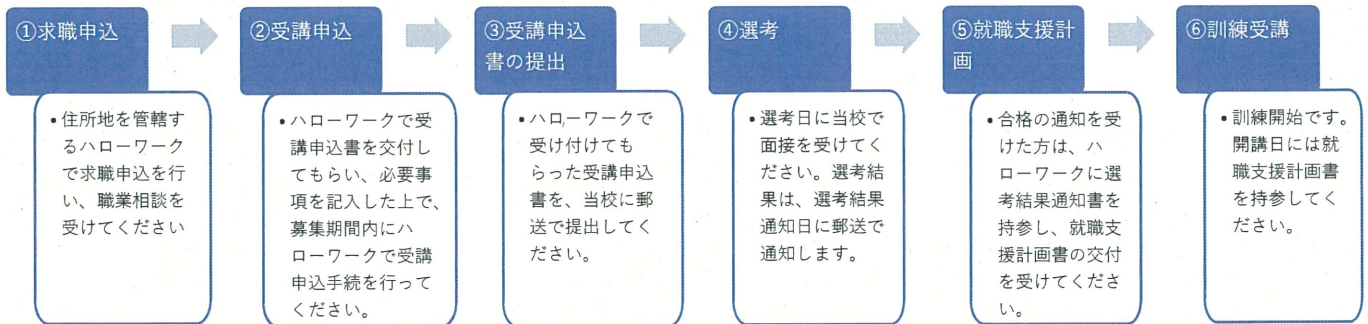 ①求職申込
• 住所地を管轄す
るハローワーク
で求職申込を行
い、職業相談を
受けてください
②受講申込
• ハローワークで受
講申込書を交付し
てもらい、必要事
項を記入した上で、
募集期間内にハ
ローワークで受講
申込手続を行って
ください。
③受講申込
書の提出
• ハローワークで
受け付けても
らった受講申込
書を、当校に郵
送で提出してく
ださい。
④選考
• 選考日に当校で
面接を受けてく
ださい。選考結
果は、選考結果
通知日に郵送で
通知します。
⑤就職支援計
画
• 合格の通知を受
けた方は、ハ
ローワークに選
考結果通知書を
持参し、就職支
援計画書の交付
を受けてくださ
い。
⑥訓練受講
• 訓練開始です。
開講日には就
職支援計画書
を持参してく
ださい。